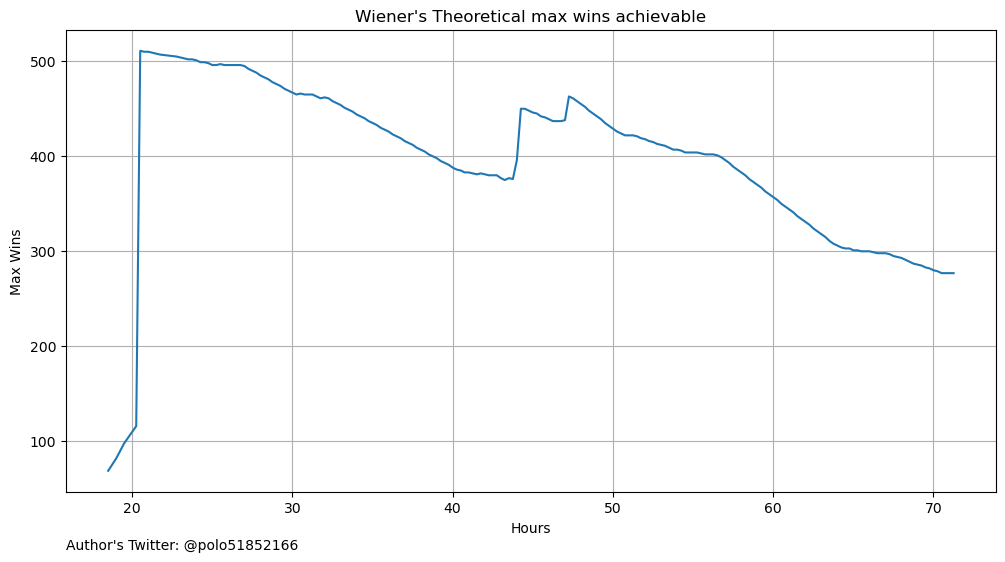 Wiener's Theoretical max wins achievable
500
400
300
200
100
Max Wins
20 30 40 50 60 70
Hours
Author's Twitter: @polo51852166